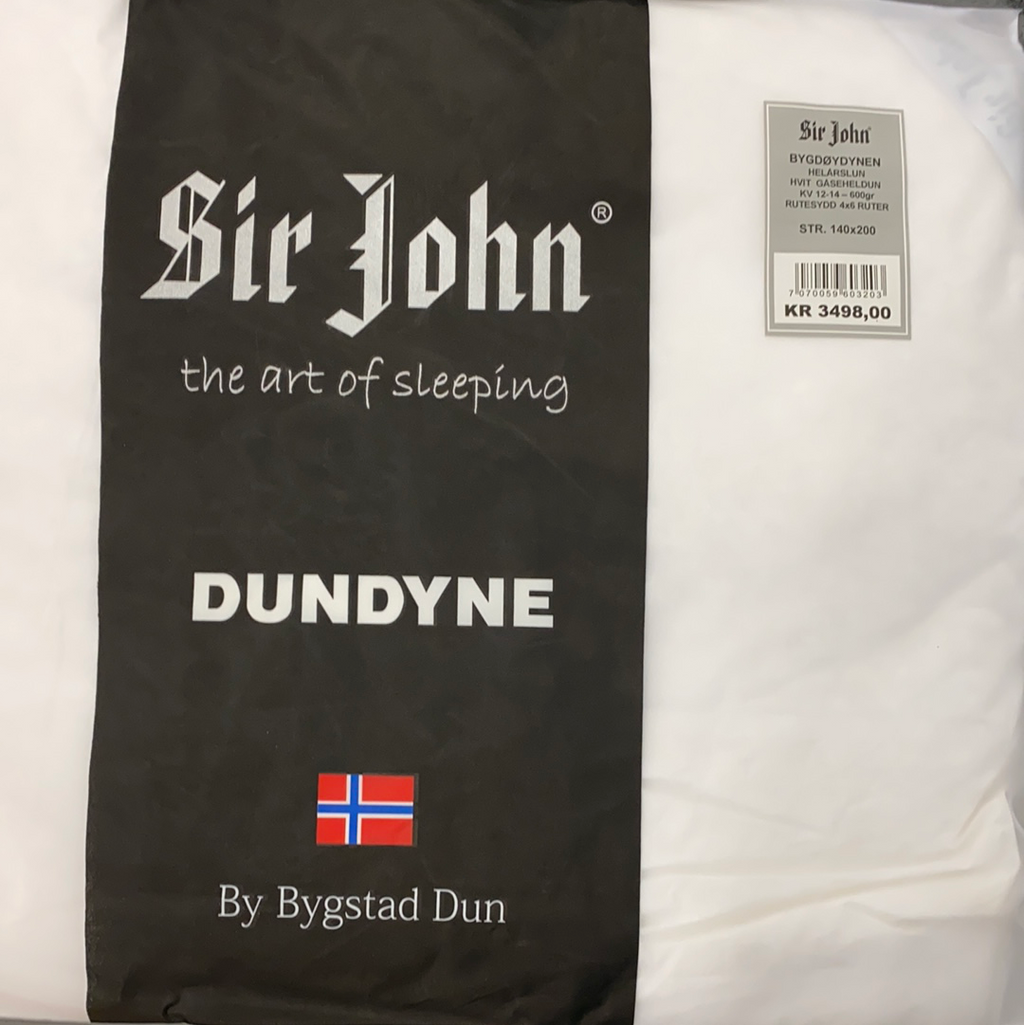 Sir John®
the art of sleeping
DUNDYNE
By Bygstad Dun
Sir John
BYGDØYDYNEN
HELÅRSLUN
HVIT GÅSEHELDUN
KV 12-14 - 600gr
RUTESYDD 4x6 RUTER
STR. 140x200
7 070059 603203
KR 3498,00